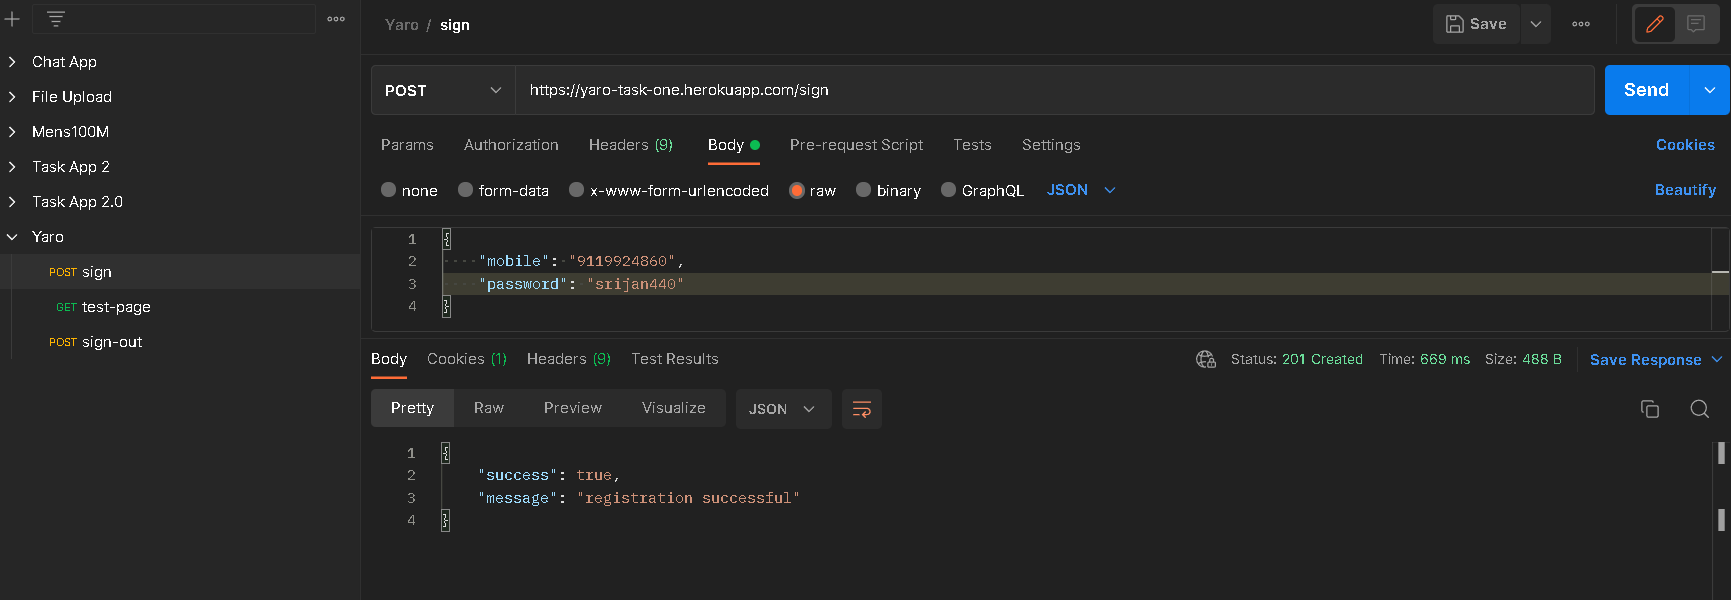 Chat App
File Upload
Mens100M
Task App 2
Task App 2.0
Yaro
POST sign
GET test-page
POST sign-out
Yaro / sign
Save
POST https://yaro-task-one.herokuapp.com/sign Send
Params Authorization Headers (9) Body Pre-request Script Tests Settings Cookies
none form-data x-www-form-urlencoded raw binary GraphQL JSON Beautify
1 {
2 "mobile": "9119924860",
3 "password": "srijan440"
4 }
Body Cookies (1) Headers (9) Test Results Status: 201 Created Time: 669 ms Size: 488 B Save Response
Pretty Raw Preview Visualize JSON
1 {
2 "success": true,
3 "message": "registration successful"
4 }